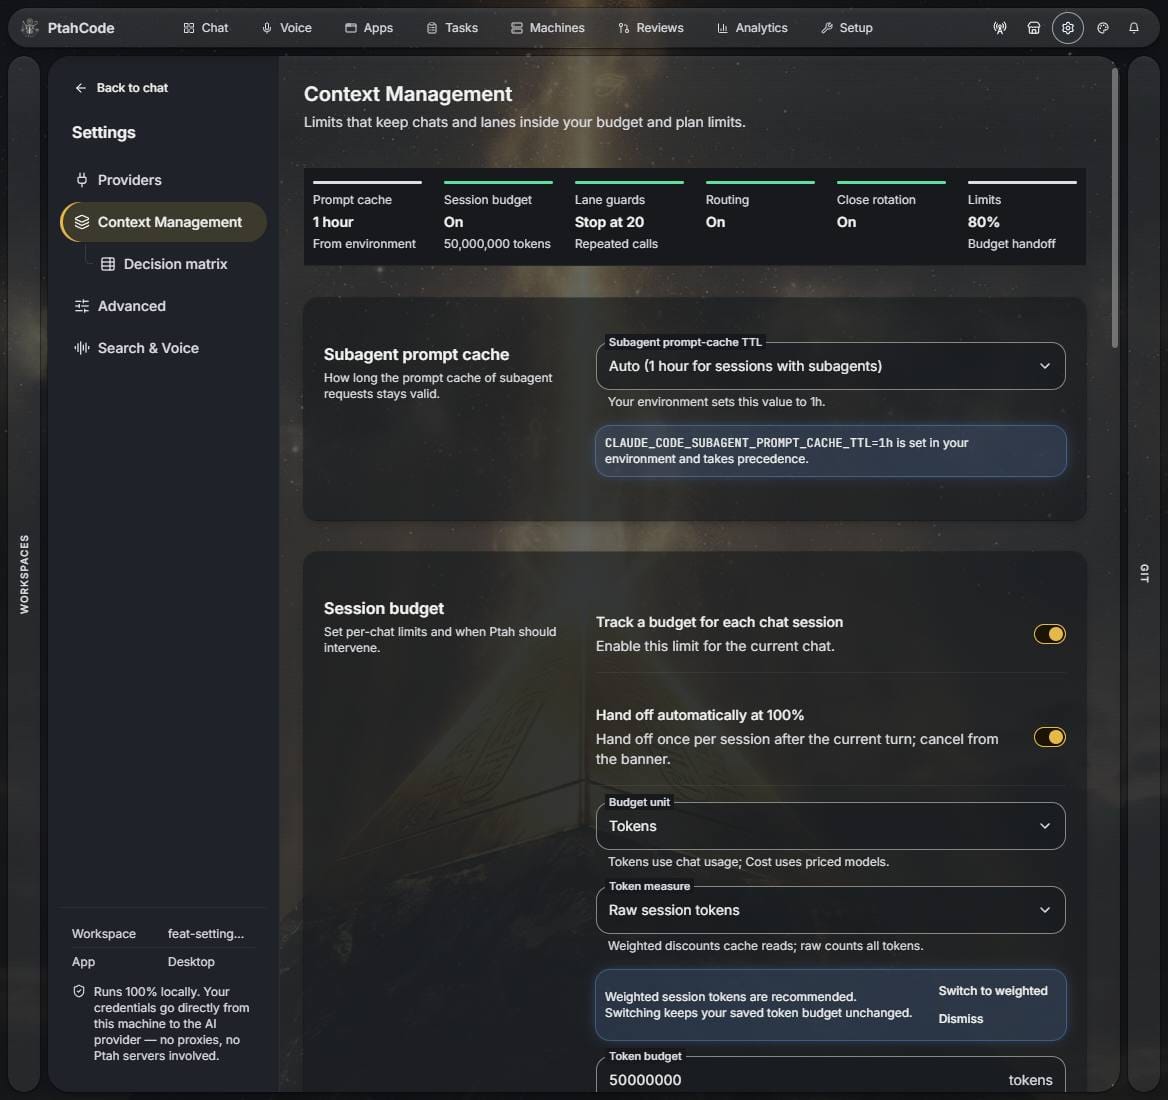 PtahCode
Chat
Voice
Apps
Tasks
Machines
Reviews
Analytics
Setup
WORKSPACES
Back to chat
Settings
Providers
Context Management
Decision matrix
Advanced
Search & Voice
Workspace feat-setting...
App Desktop
Runs 100% locally. Your
credentials go directly from
this machine to the AI
provider — no proxies, no
Ptah servers involved.
Context Management
Limits that keep chats and lanes inside your budget and plan limits.
Prompt cache
1 hour
From environment
Session budget
On
50,000,000 tokens
Lane guards
Stop at 20
Repeated calls
Routing
On
Close rotation
On
Limits
80%
Budget handoff
Subagent prompt cache
How long the prompt cache of subagent
requests stays valid.
Subagent prompt-cache TTL
Auto (1 hour for sessions with subagents)
Your environment sets this value to 1h.
CLAUDE_CODE_SUBAGENT_PROMPT_CACHE_TTL=1h is set in your
environment and takes precedence.
Session budget
Set per-chat limits and when Ptah should
intervene.
Track a budget for each chat session
Enable this limit for the current chat.
Hand off automatically at 100%
Hand off once per session after the current turn; cancel from
the banner.
Budget unit
Tokens
Tokens use chat usage; Cost uses priced models.
Token measure
Raw session tokens
Weighted discounts cache reads; raw counts all tokens.
Weighted session tokens are recommended.
Switching keeps your saved token budget unchanged.
Switch to weighted
Dismiss
Token budget
50000000 tokens
GIT